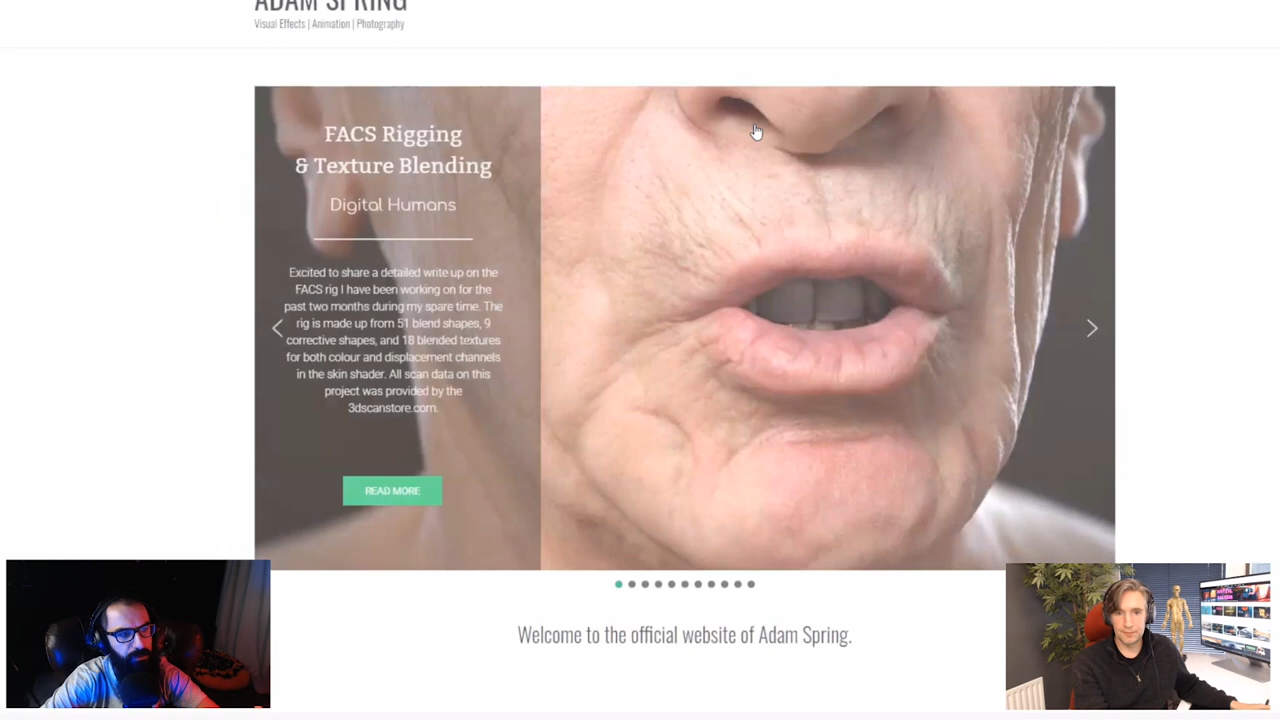 ADAM SPRING
Visual Effects | Animation | Photography
FACS Rigging
& Texture Blending
Digital Humans
Excited to share a detailed write up on the
FACS rig I have been working on for the
past two months during my spare time. The
rig is made up from 51 blend shapes, 9
corrective shapes, and 18 blended textures
for both colour and displacement channels
in the skin shader. All scan data on this
project was provided by the
3dscanstore.com.
READ MORE
Welcome to the official website of Adam Spring.